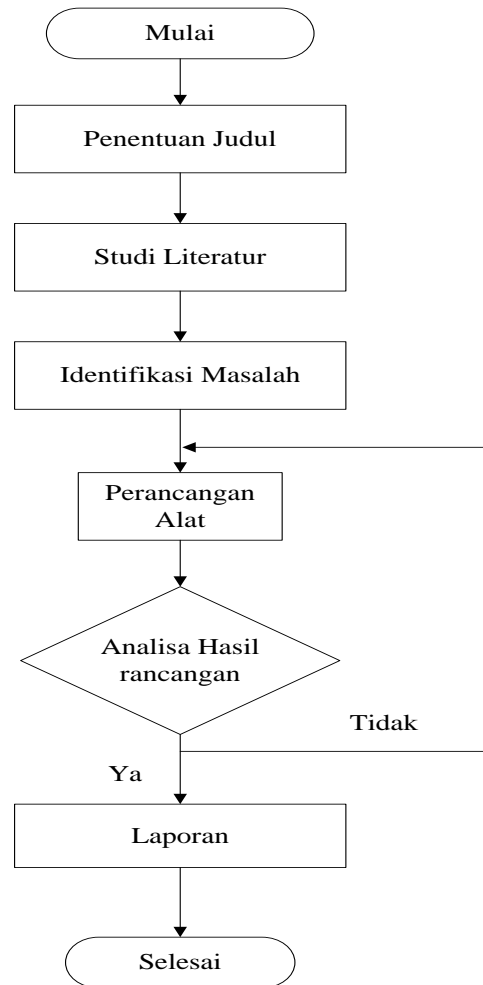 Mulai
Penentuan Judul
Studi Literatur
Identifikasi Masalah
Perancangan
Alat
Analisa Hasil
rancangan
Tidak
Ya
Laporan
Selesai